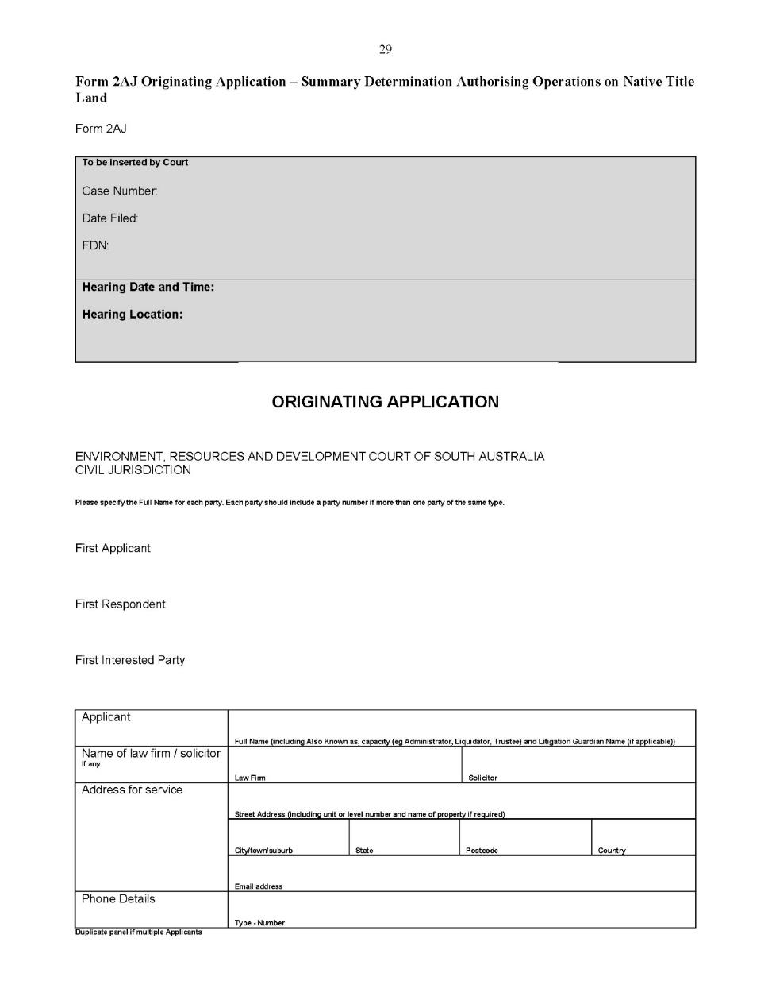 29
Form 2AJ Originating Application – Summary Determination Authorising Operations on Native Title
Land
Form 2AJ
To be inserted by Court
Case Number:
Date Filed:
FDN:
Hearing Date and Time:
Hearing Location:
ORIGINATING APPLICATION
ENVIRONMENT, RESOURCES AND DEVELOPMENT COURT OF SOUTH AUSTRALIA
CIVIL JURISDICTION
Please specify the Full Name for each party. Each party should include a party number if more than one party of the same type.
First Applicant
First Respondent
First Interested Party
Applicant
Full Name (including Also Known as, capacity (eg Administrator, Liquidator, Trustee) and Litigation Guardian Name (if applicable))
Name of law firm / solicitor
If any
Law Firm
Solicitor
Address for service
Street Address (including unit or level number and name of property if required)
City/town/suburb
State
Postcode
Country
Email address
Phone Details
Type - Number
Duplicate panel if multiple Applicants